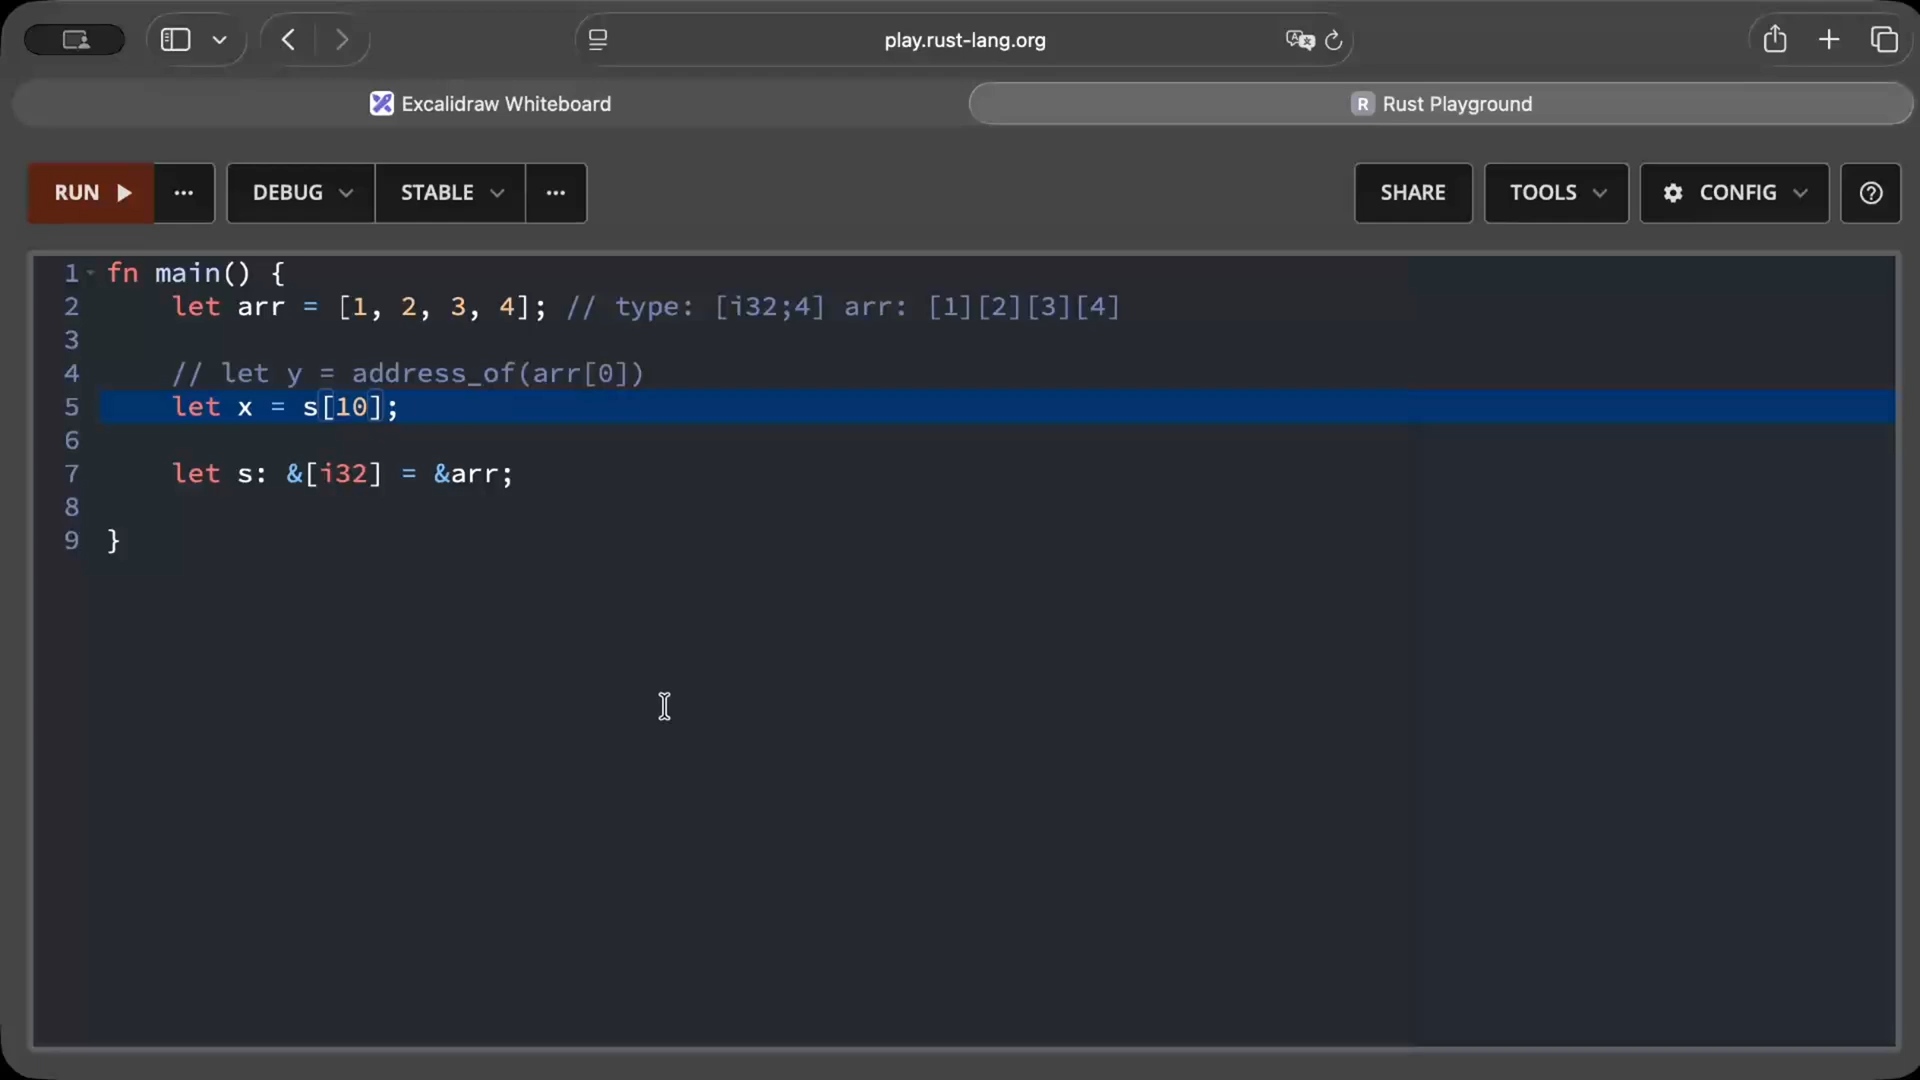 play.rust-lang.org
Excalidraw Whiteboard
R Rust Playground
RUN ... DEBUG STABLE ... SHARE TOOLS CONFIG ?
1 fn main() {
2 let arr = [1, 2, 3, 4]; // type: [i32;4] arr: [1][2][3][4]
3
4 // let y = address_of(arr[0])
5 let x = s[10];
6
7 let s: &[i32] = &arr;
8
9 }